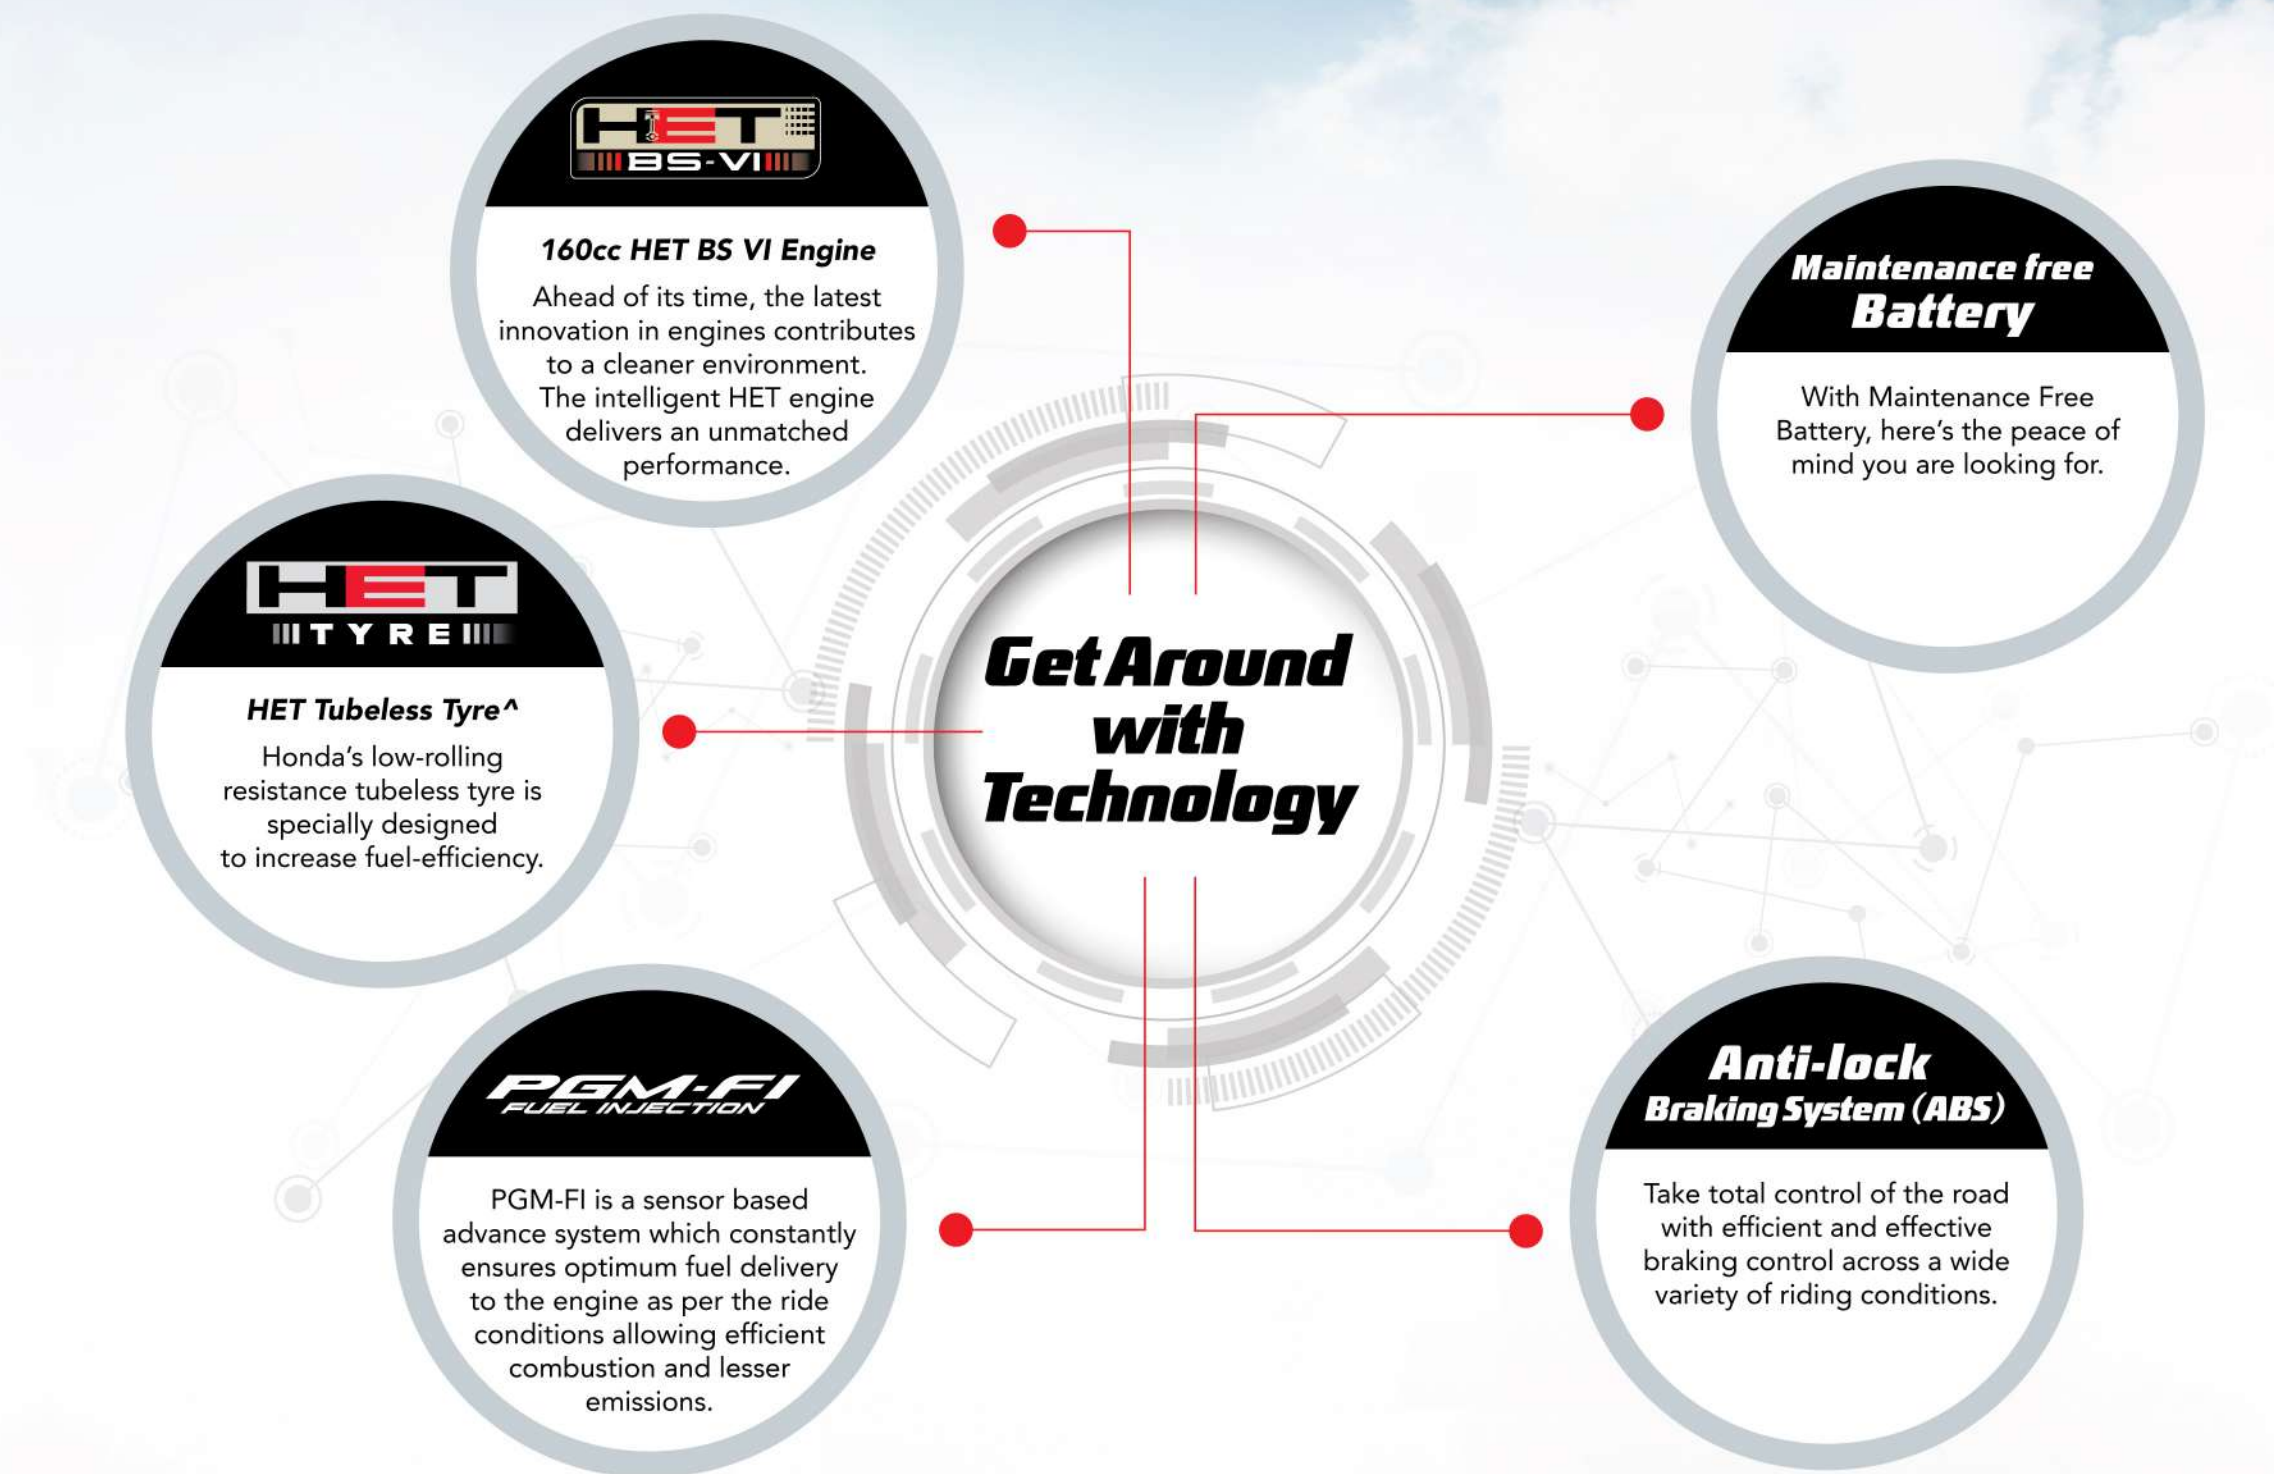 HET
BS-VI
160cc HET BS VI Engine
Ahead of its time, the latest
innovation in engines contributes
to a cleaner environment.
The intelligent HET engine
delivers an unmatched
performance.
Maintenance free
Battery
With Maintenance Free
Battery, here's the peace of
mind you are looking for.
HET
TYRE
HET Tubeless Tyre^
Honda's low-rolling
resistance tubeless tyre is
specially designed
to increase fuel-efficiency.
Get Around
with
Technology
PGM-FI
FUEL INJECTION
PGM-FI is a sensor based
advance system which constantly
ensures optimum fuel delivery
to the engine as per the ride
conditions allowing efficient
combustion and lesser
emissions.
Anti-lock
Braking System (ABS)
Take total control of the road
with efficient and effective
braking control across a wide
variety of riding conditions.